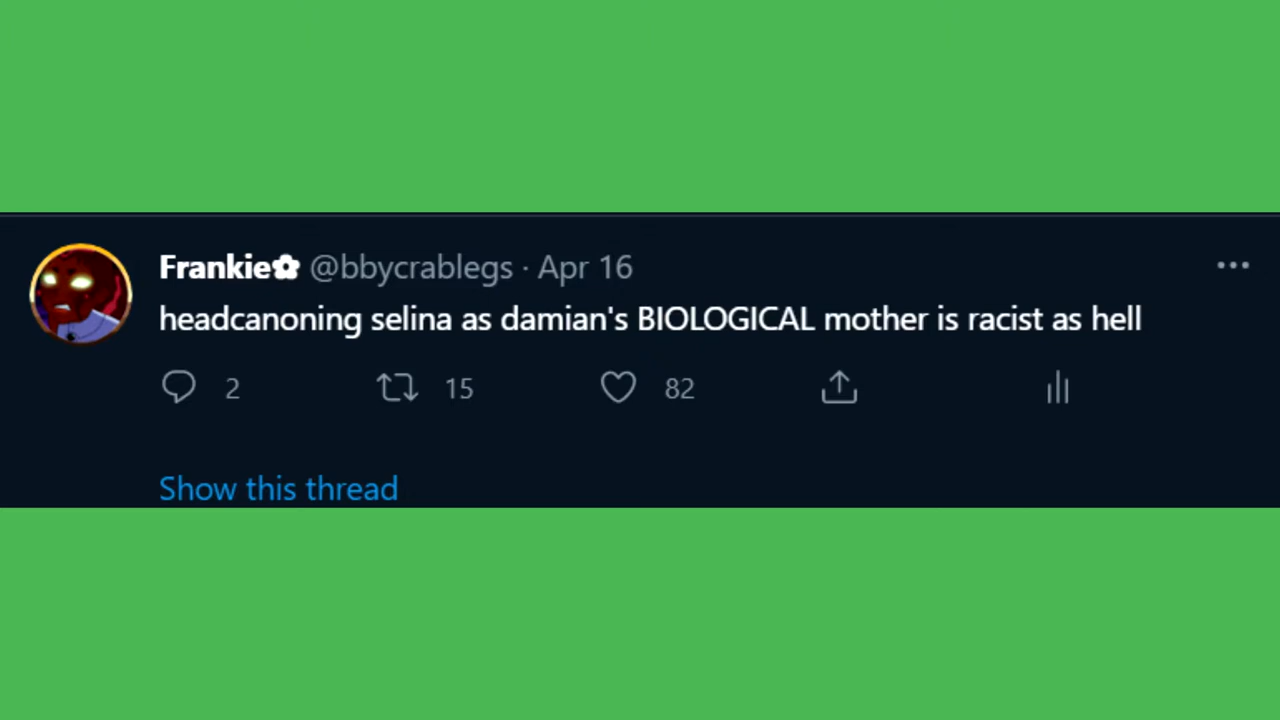 Frankie✿ @bbycrablegs · Apr 16
headcanoning selina as damian's BIOLOGICAL mother is racist as hell
2 15 82
Show this thread